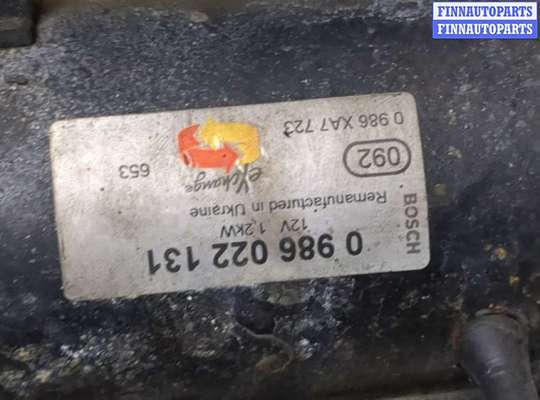 FINNAUTOPARTS
FINNAUTOPARTS
BOSCH
0 986 022 131
12V 1,2kW
Remanufactured in Ukraine
092
eXchange
653
0 986 XA7 723